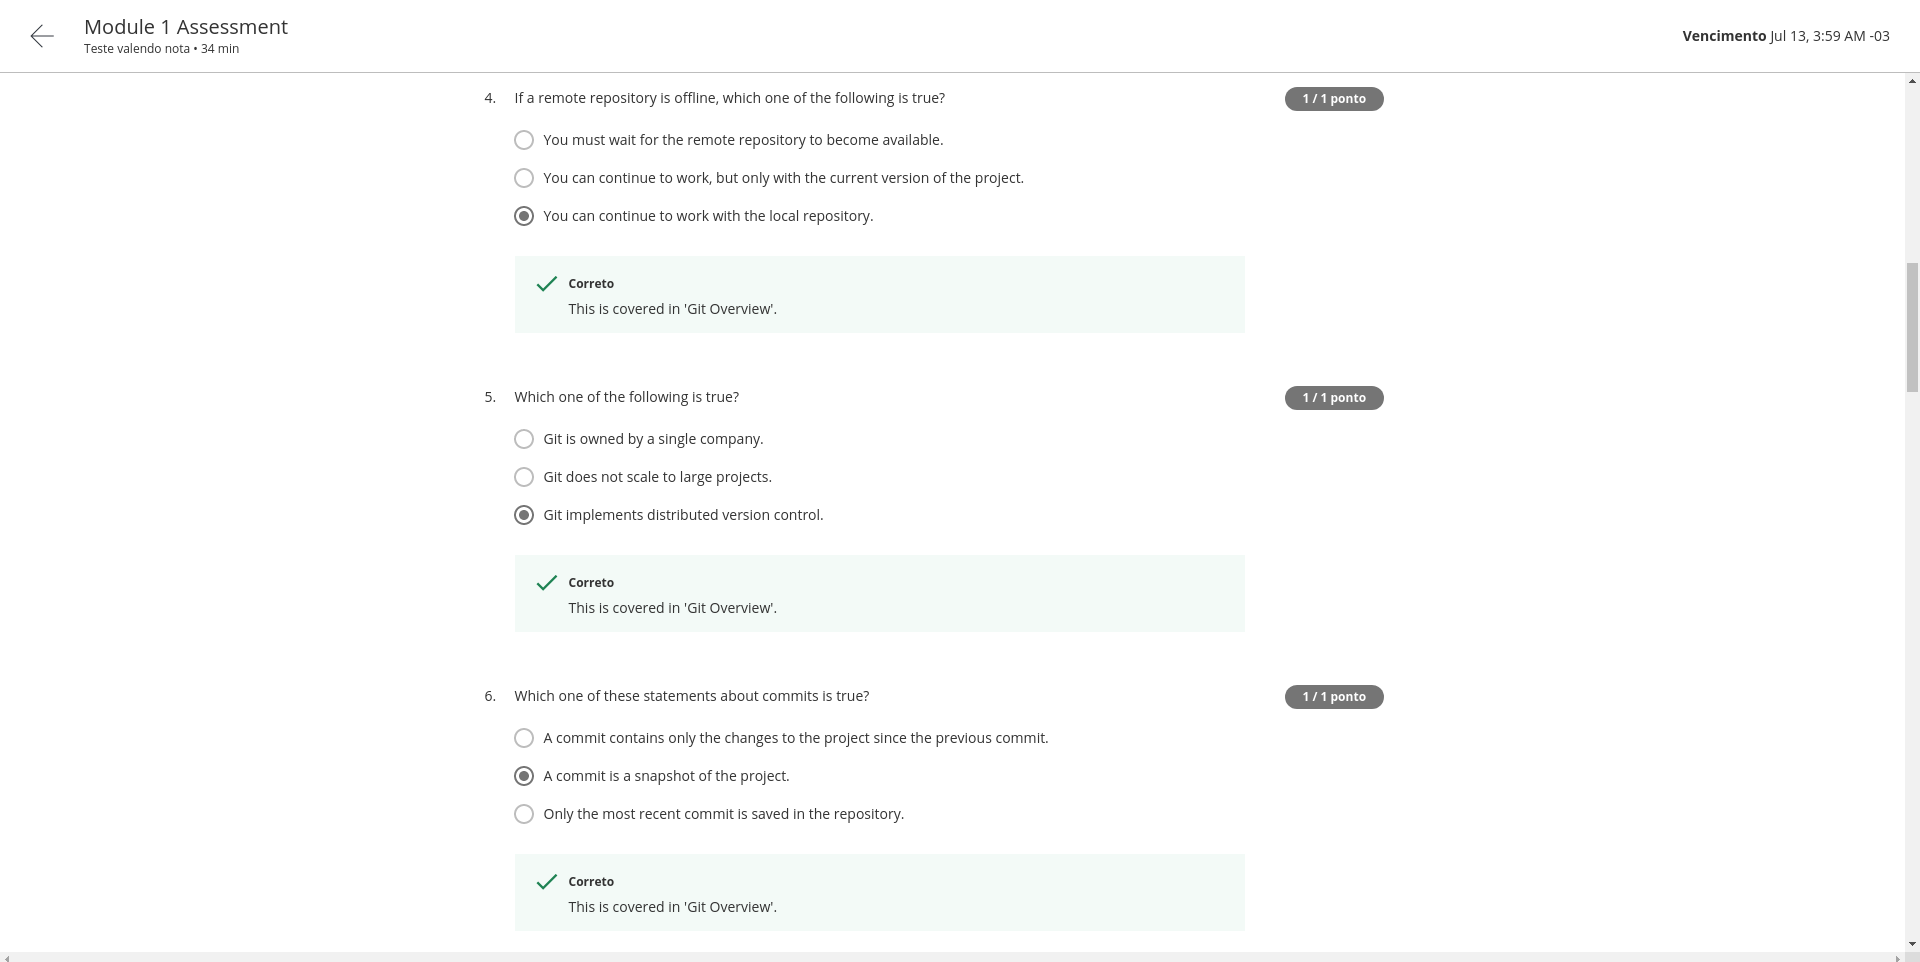 Module 1 Assessment
Teste valendo nota • 34 min
Vencimento Jul 13, 3:59 AM -03
4. If a remote repository is offline, which one of the following is true?
1 / 1 ponto
You must wait for the remote repository to become available.
You can continue to work, but only with the current version of the project.
You can continue to work with the local repository.
Correto
This is covered in 'Git Overview'.
5. Which one of the following is true?
1 / 1 ponto
Git is owned by a single company.
Git does not scale to large projects.
Git implements distributed version control.
Correto
This is covered in 'Git Overview'.
6. Which one of these statements about commits is true?
1 / 1 ponto
A commit contains only the changes to the project since the previous commit.
A commit is a snapshot of the project.
Only the most recent commit is saved in the repository.
Correto
This is covered in 'Git Overview'.